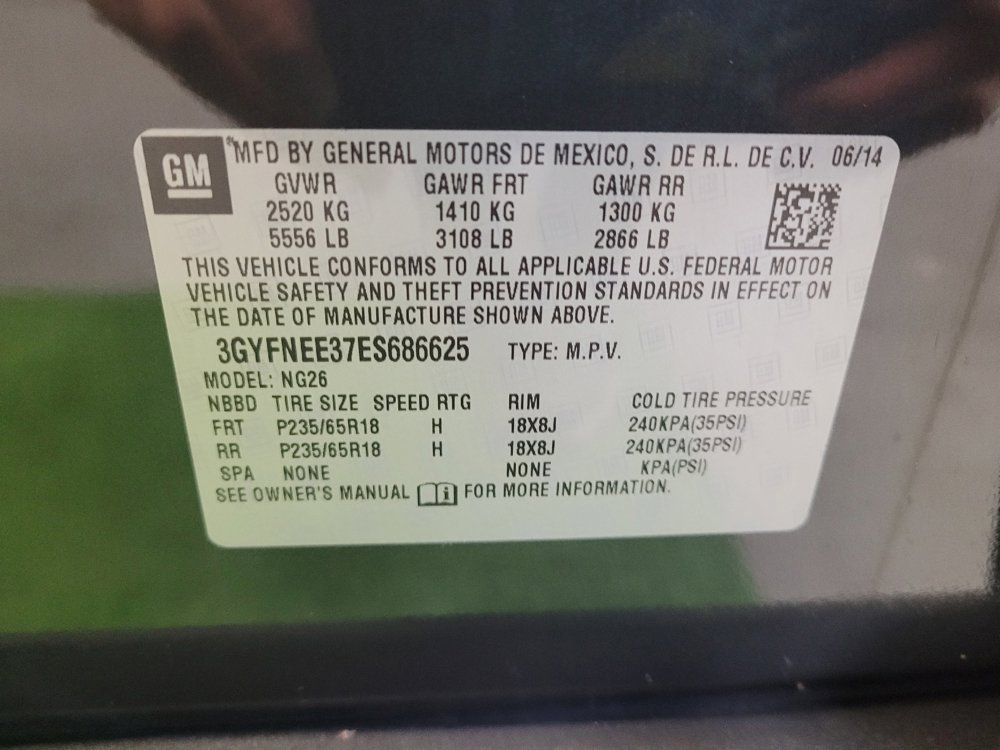 GM
MFD BY GENERAL MOTORS DE MEXICO, S. DE R.L. DE C.V. 06/14
GVWR GAWR FRT GAWR RR
2520 KG 1410 KG 1300 KG
5556 LB 3108 LB 2866 LB
THIS VEHICLE CONFORMS TO ALL APPLICABLE U.S. FEDERAL MOTOR
VEHICLE SAFETY AND THEFT PREVENTION STANDARDS IN EFFECT ON
THE DATE OF MANUFACTURE SHOWN ABOVE.
3GYFNEE37ES686625 TYPE: M.P.V.
MODEL: NG26
NBBD TIRE SIZE SPEED RTG RIM COLD TIRE PRESSURE
FRT P235/65R18 H 18X8J 240KPA(35PSI)
RR P235/65R18 H 18X8J 240KPA(35PSI)
SPA NONE NONE KPA(PSI)
SEE OWNER'S MANUAL i FOR MORE INFORMATION.